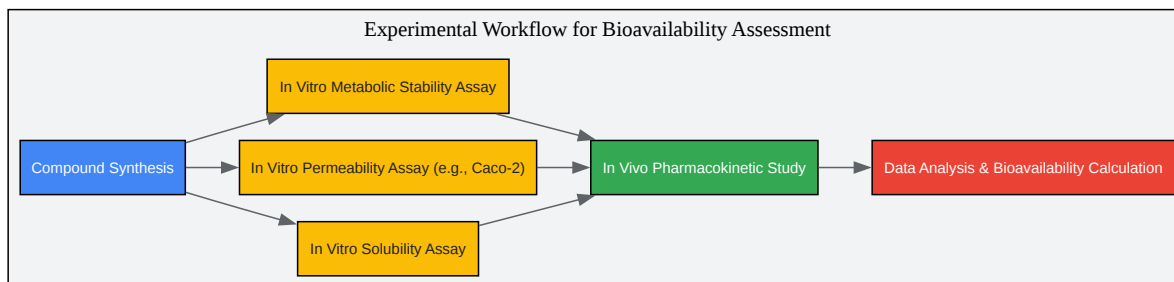 Experimental Workflow for Bioavailability Assessment
In Vitro Metabolic Stability Assay
Compound Synthesis
In Vitro Permeability Assay (e.g., Caco-2)
In Vivo Pharmacokinetic Study
Data Analysis & Bioavailability Calculation
In Vitro Solubility Assay